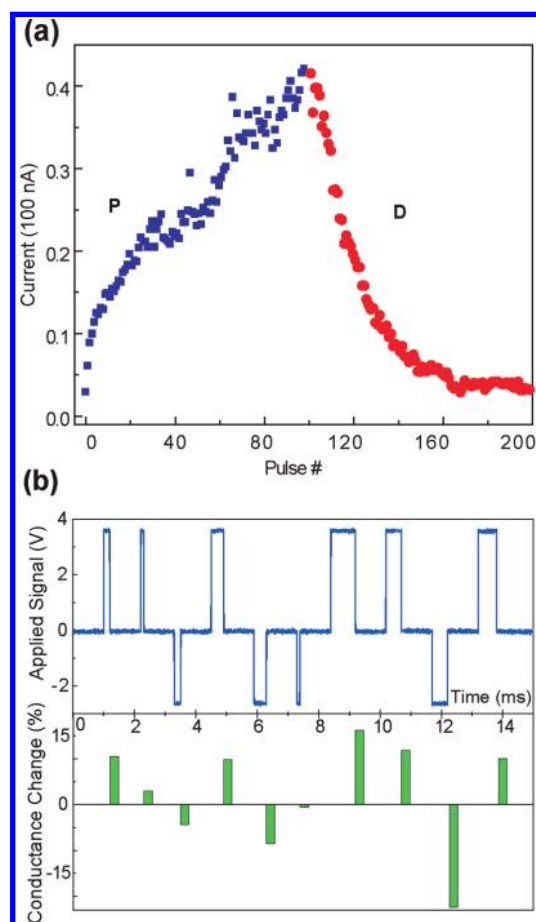 (a)
0.4
0.3
0.2
0.1
0.0
Current (100 nA)
P
D
0 40 80 120 160 200
Pulse #
(b)
4
2
0
-2
Applied Signal (V)
Time (ms)
0 2 4 6 8 10 12 14
15
0
-15
Conductance Change (%)